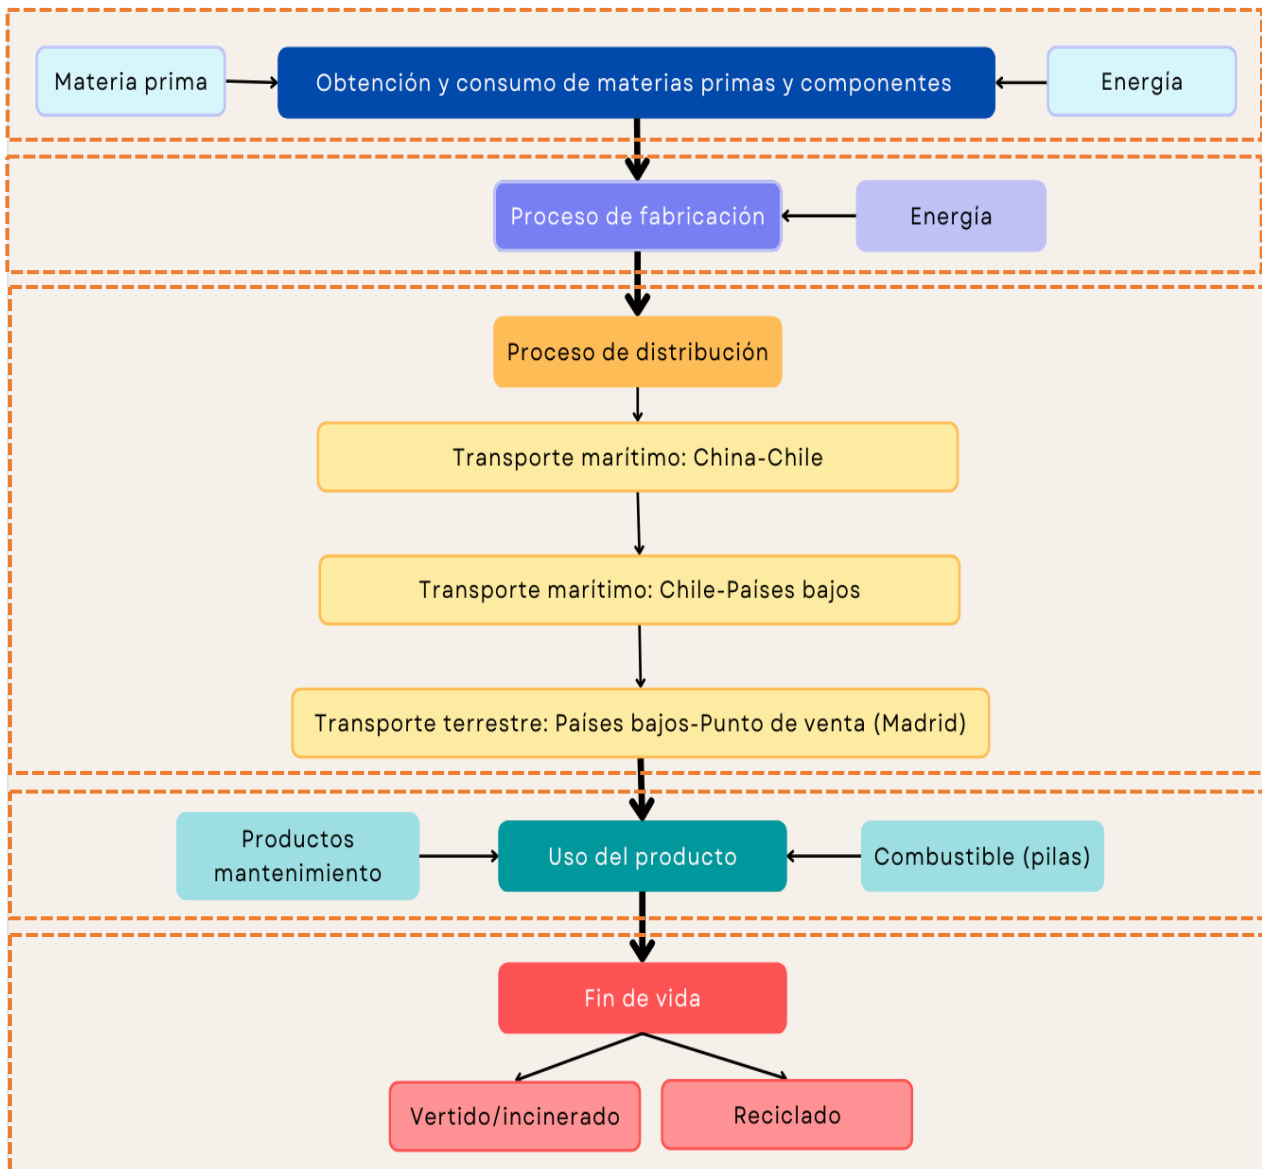 Materia prima
Obtención y consumo de materias primas y componentes
Energía
Proceso de fabricación
Energía
Proceso de distribución
Transporte marítimo: China-Chile
Transporte marítimo: Chile-Países bajos
Transporte terrestre: Países bajos-Punto de venta (Madrid)
Productos
mantenimiento
Uso del producto
Combustible (pilas)
Fin de vida
Vertido/incinerado
Reciclado